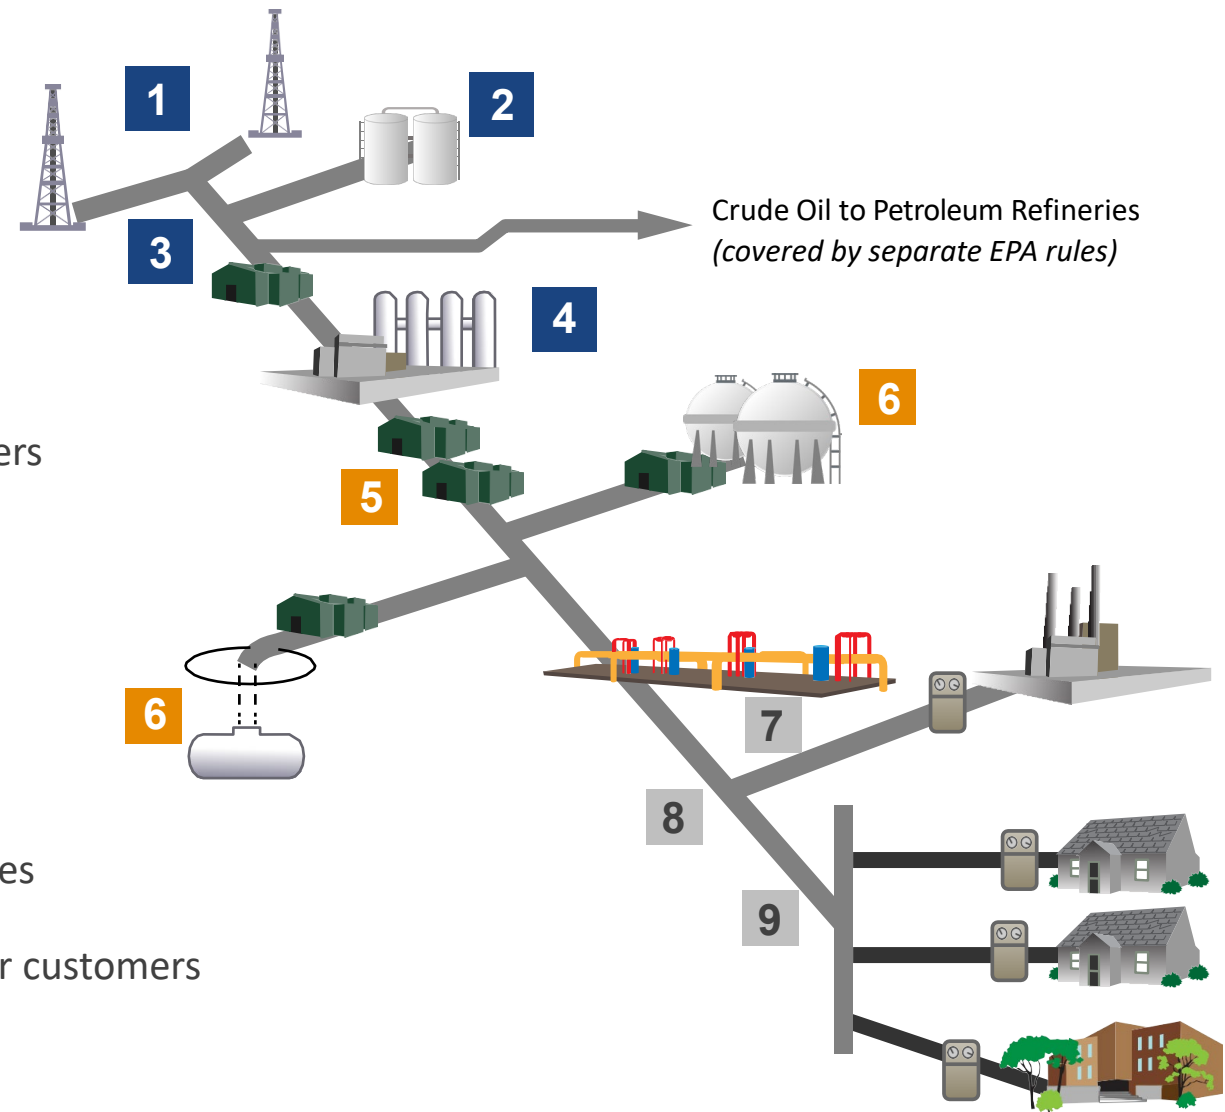 1
2
Crude Oil to Petroleum Refineries
(covered by separate EPA rules)
3
4
6
ers
5
6
7
8
es
9
r customers